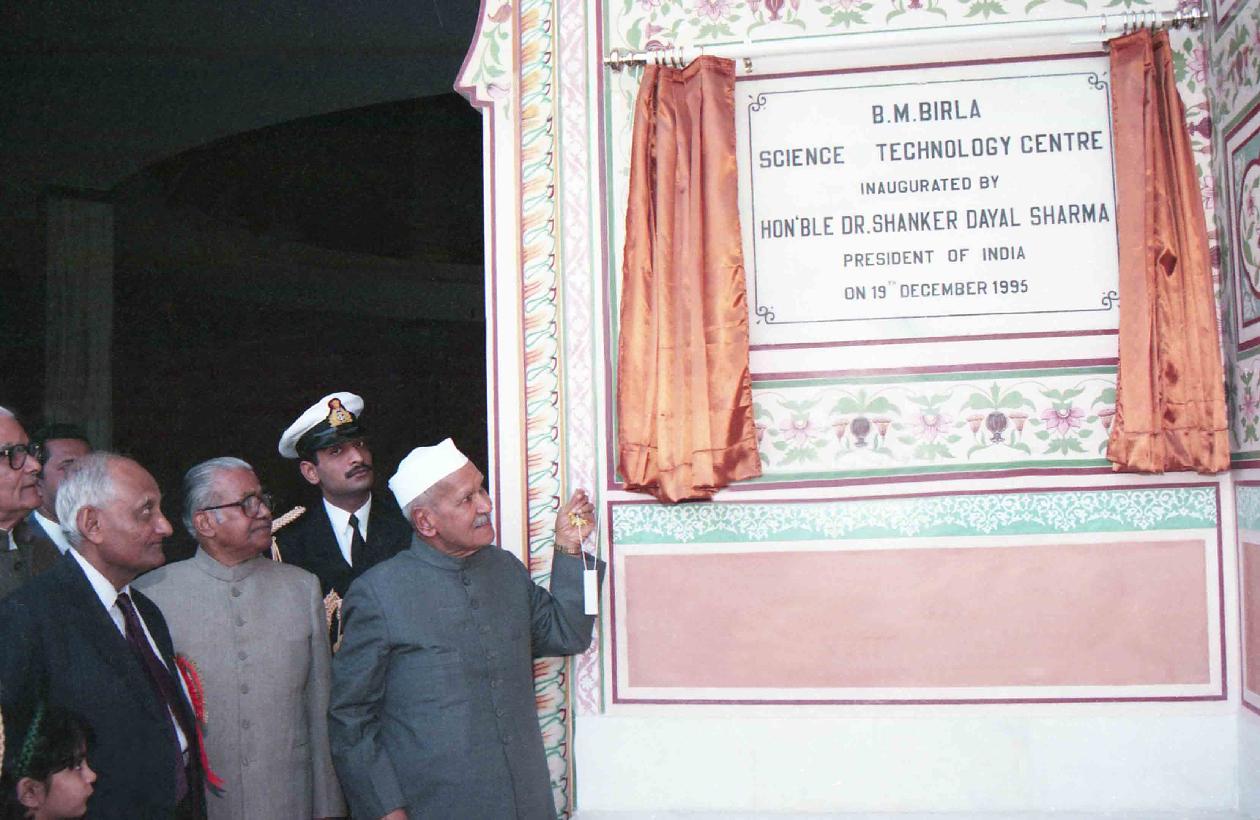 B.M.BIRLA
SCIENCE TECHNOLOGY CENTRE
INAUGURATED BY
HON'BLE DR.SHANKER DAYAL SHARMA
PRESIDENT OF INDIA
ON 19TH DECEMBER 1995